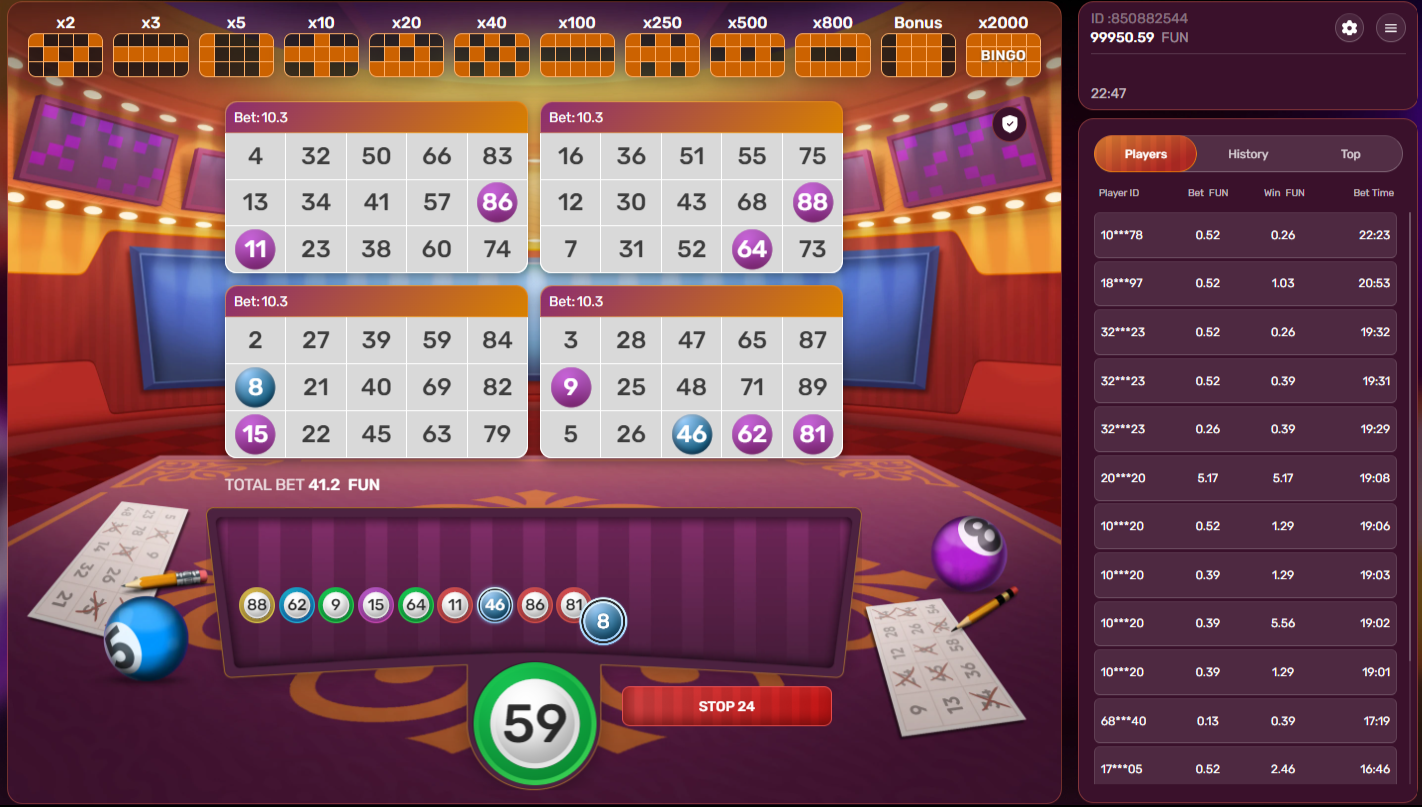 x2 x3 x5 x10 x20 x40 x100 x250 x500 x800 Bonus x2000
BINGO
ID :850882544
99950.59 FUN
22:47
Bet:10.3
4 32 50 66 83
13 34 41 57 86
11 23 38 60 74
Bet:10.3
16 36 51 55 75
12 30 43 68 88
7 31 52 64 73
Bet:10.3
2 27 39 59 84
8 21 40 69 82
15 22 45 63 79
Bet:10.3
3 28 47 65 87
9 25 48 71 89
5 26 46 62 81
TOTAL BET 41.2 FUN
88 62 9 15 64 11 46 86 81 8
59
STOP 24
5
8
Players History Top
Player ID Bet FUN Win FUN Bet Time
10***78 0.52 0.26 22:23
18***97 0.52 1.03 20:53
32***23 0.52 0.26 19:32
32***23 0.52 0.39 19:31
32***23 0.26 0.39 19:29
20***20 5.17 5.17 19:08
10***20 0.52 1.29 19:06
10***20 0.39 1.29 19:03
10***20 0.39 5.56 19:02
10***20 0.39 1.29 19:01
68***40 0.13 0.39 17:19
17***05 0.52 2.46 16:46